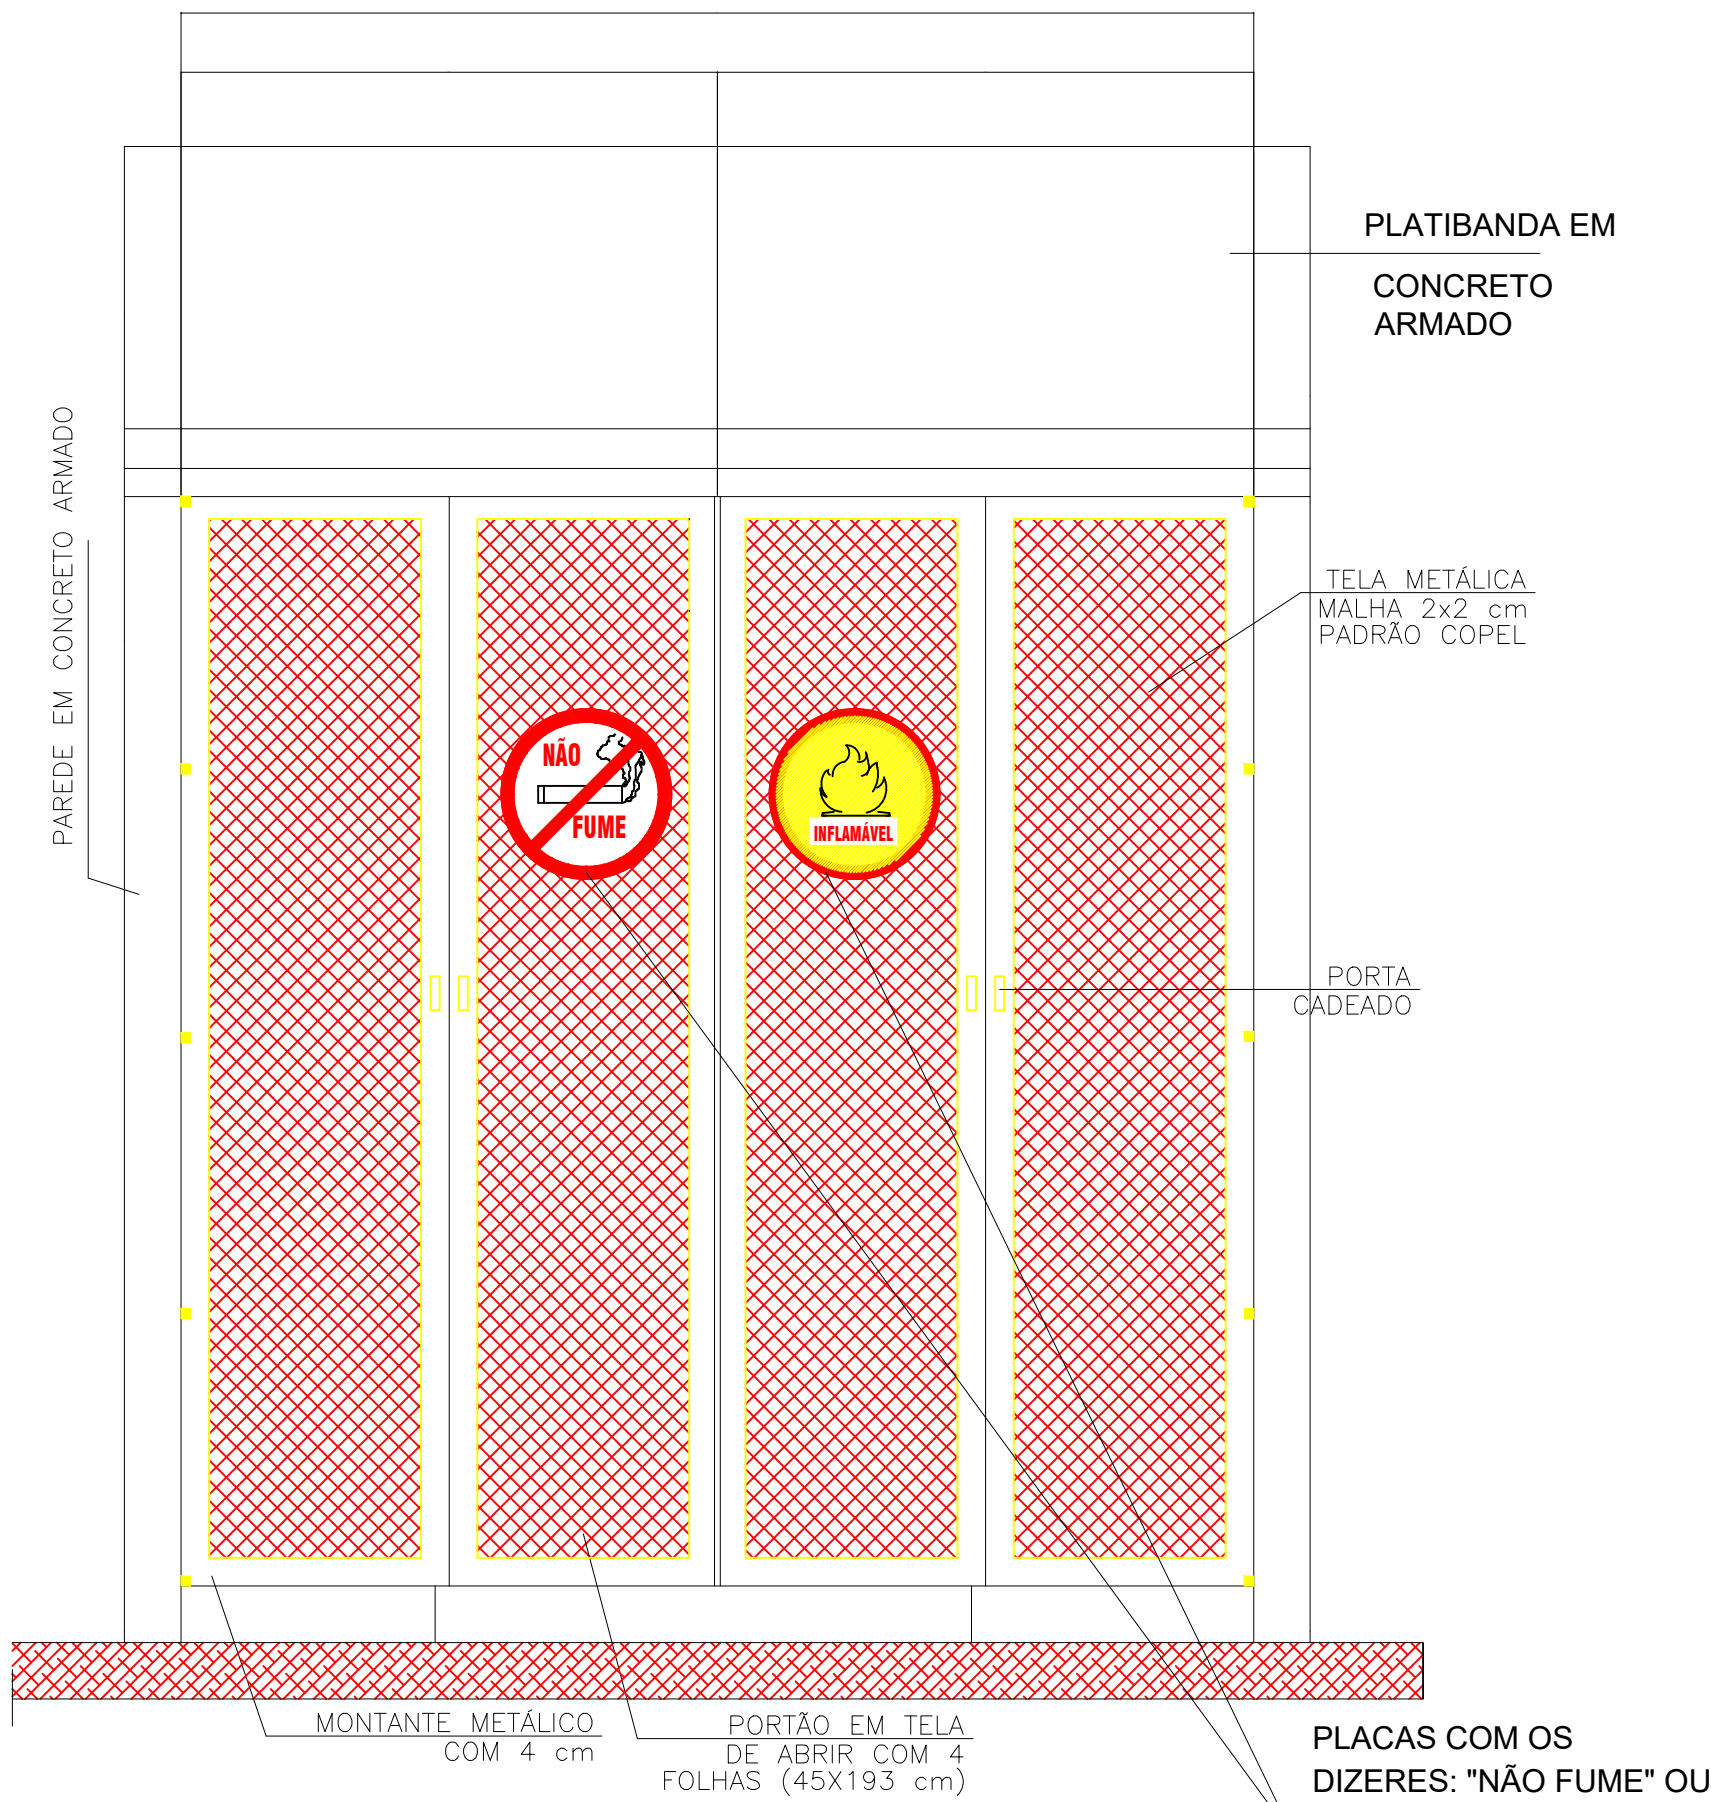 PLATIBANDA EM
CONCRETO
ARMADO
PAREDE EM CONCRETO ARMADO
TELA METÁLICA
MALHA 2x2 cm
PADRÃO COPEL
NÃO
FUME
INFLAMÁVEL
PORTA
CADEADO
MONTANTE METÁLICO
COM 4 cm
PORTÃO EM TELA
DE ABRIR COM 4
FOLHAS (45X193 cm)
PLACAS COM OS
DIZERES: "NÃO FUME" OU